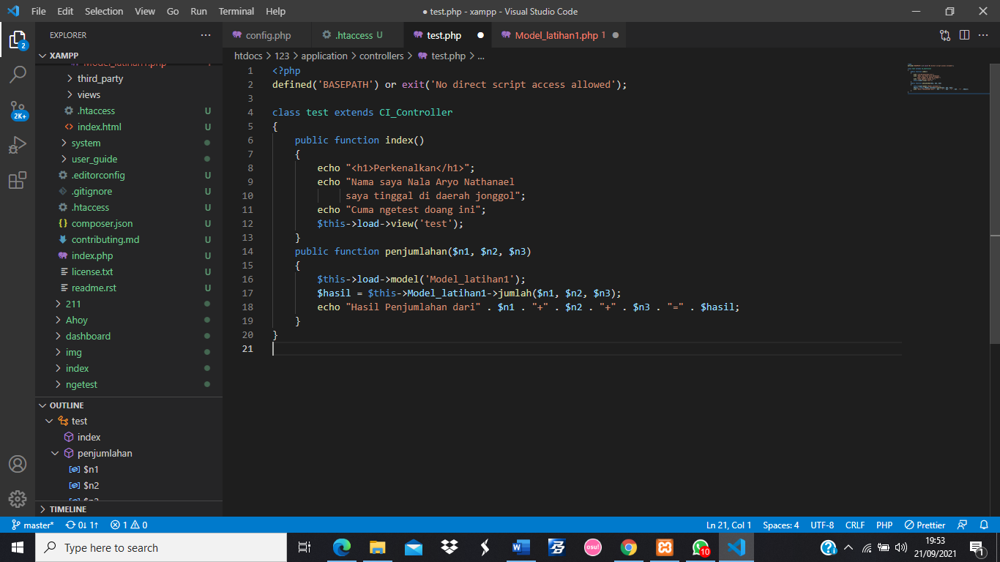 File Edit Selection View Go Run Terminal Help ● test.php - xampp - Visual Studio Code
EXPLORER
config.php .htaccess U test.php Model_latihan1.php 1
XAMPP
htdocs > 123 > application > controllers > test.php > ...
Model_latihan1.php
third_party
views
.htaccess U
index.html U
system
user_guide
.editorconfig U
.gitignore U
.htaccess U
composer.json U
contributing.md U
index.php U
license.txt U
readme.rst U
211
Ahoy
dashboard
img
index
ngetest
OUTLINE
test
index
penjumlahan
$n1
$n2
TIMELINE
2
2K+
1 <?php
2 defined('BASEPATH') or exit('No direct script access allowed');
3
4 class test extends CI_Controller
5 {
6 public function index()
7 {
8 echo "<h1>Perkenalkan</h1>";
9 echo "Nama saya Nala Aryo Nathanael
10 saya tinggal di daerah jonggol";
11 echo "Cuma ngetest doang ini";
12 $this->load->view('test');
13 }
14 public function penjumlahan($n1, $n2, $n3)
15 {
16 $this->load->model('Model_latihan1');
17 $hasil = $this->Model_latihan1->jumlah($n1, $n2, $n3);
18 echo "Hasil Penjumlahan dari" . $n1 . "+" . $n2 . "+" . $n3 . "=" . $hasil;
19 }
20 }
21
master* 0↓ 1↑ 1 0 Ln 21, Col 1 Spaces: 4 UTF-8 CRLF PHP Prettier
Type here to search
osu!
10
19:53
21/09/2021
1